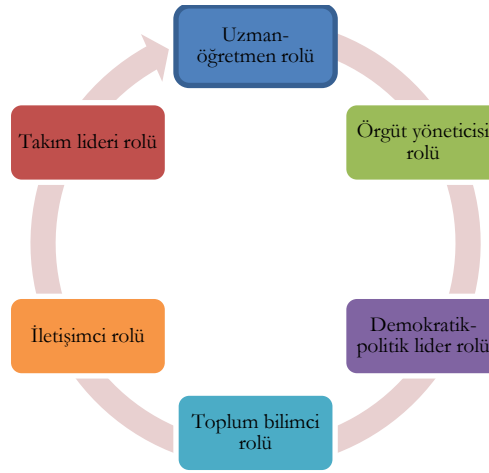 Uzman-
öğretmen rolü
Örgüt yöneticisi
rolü
Demokratik-
politik lider rolü
Toplum bilimci
rolü
İletişimci rolü
Takım lideri rolü